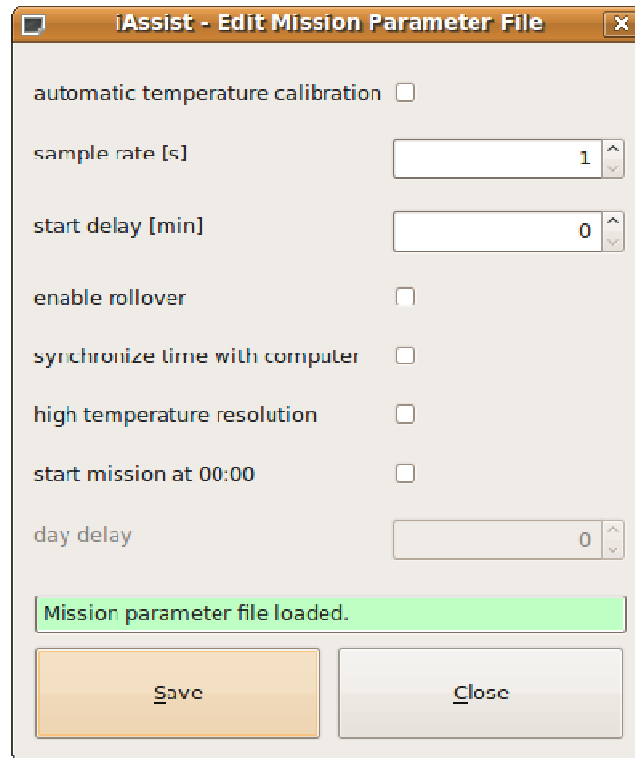 iAssist - Edit Mission Parameter File
automatic temperature calibration
sample rate [s] 1
start delay [min] 0
enable rollover
synchronize time with computer
high temperature resolution
start mission at 00:00
day delay 0
Mission parameter file loaded.
Save Close